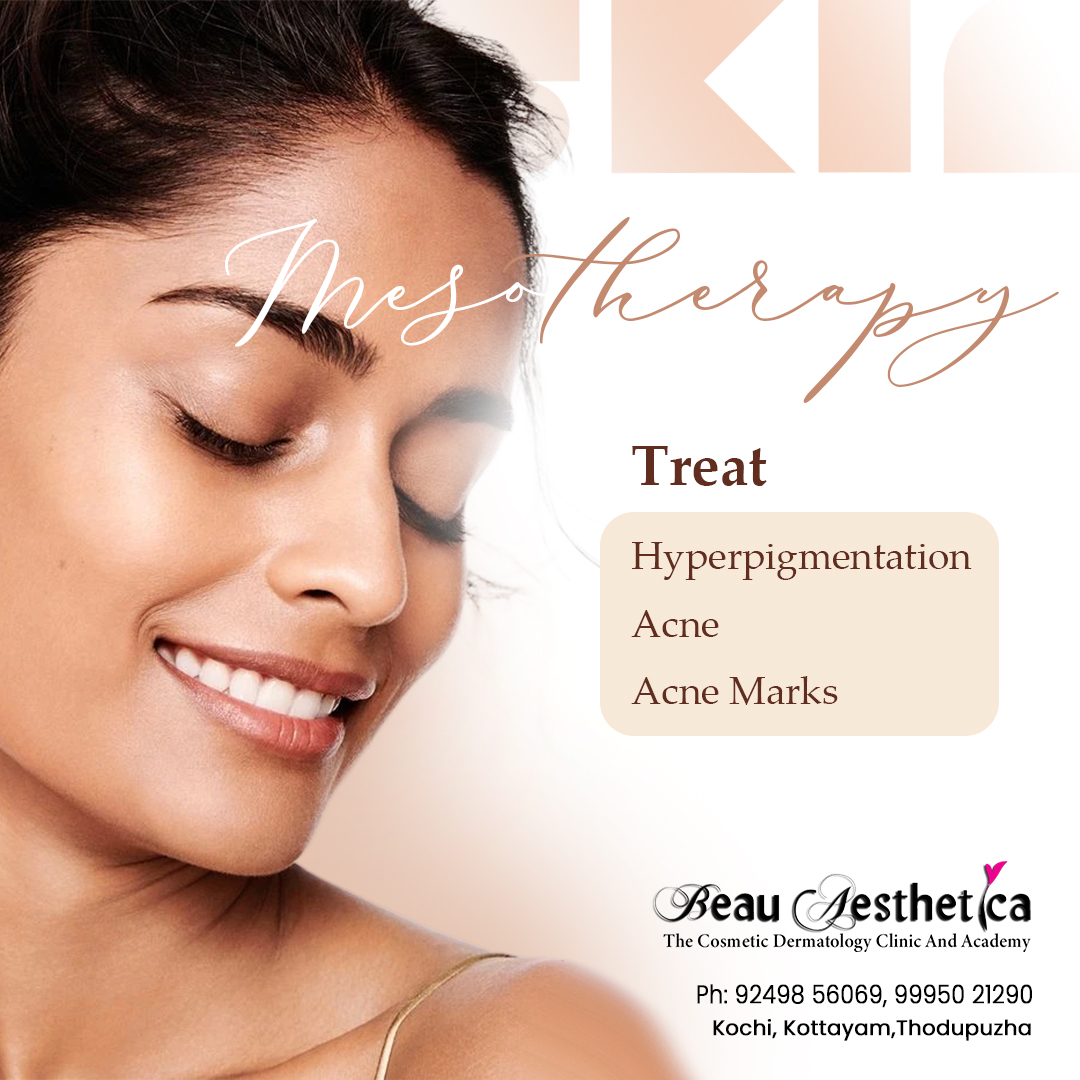 SKIN
Mesotherapy
Treat
Hyperpigmentation
Acne
Acne Marks
Beau Aesthetica
The Cosmetic Dermatology Clinic And Academy
Ph: 92498 56069, 99950 21290
Kochi, Kottayam,Thodupuzha